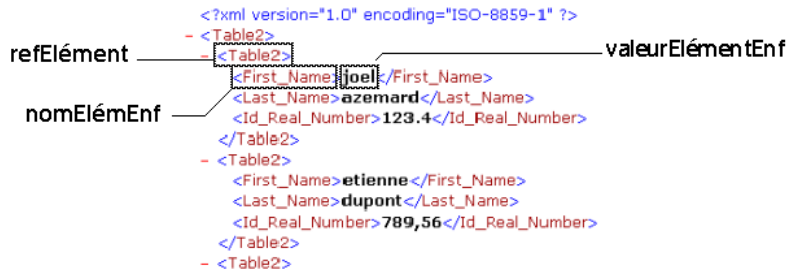 <?xml version="1.0" encoding="ISO-8859-1" ?>
- <Table2>
refElément
- <Table2>
valeurElémentEnf
<First_Name>joel</First_Name>
nomElémEnf
<Last_Name>azemard</Last_Name>
<Id_Real_Number>123.4</Id_Real_Number>
</Table2>
- <Table2>
<First_Name>etienne</First_Name>
<Last_Name>dupont</Last_Name>
<Id_Real_Number>789,56</Id_Real_Number>
</Table2>
- <Table2>